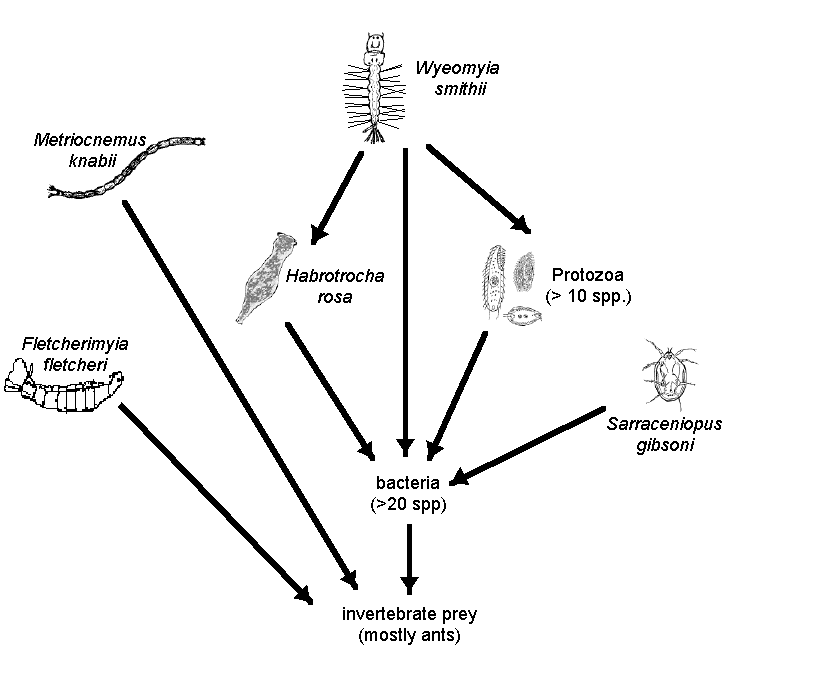 Wyeomyia
smithii
Metriocnemus
knabii
Habrotrocha
rosa
Protozoa
(> 10 spp.)
Fletcherimyia
fletcheri
Sarraceniopus
gibsoni
bacteria
(>20 spp)
invertebrate prey
(mostly ants)